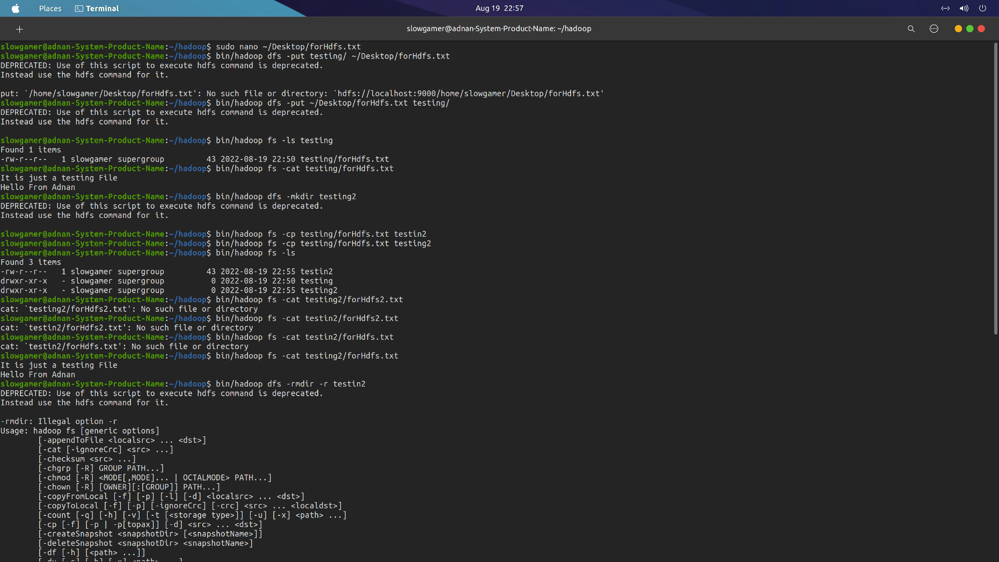 Places Terminal Aug 19 22:57
slowgamer@adnan-System-Product-Name: ~/hadoop
slowgamer@adnan-System-Product-Name:~/hadoop$ sudo nano ~/Desktop/forHdfs.txt
slowgamer@adnan-System-Product-Name:~/hadoop$ bin/hadoop dfs -put testing/ ~/Desktop/forHdfs.txt
DEPRECATED: Use of this script to execute hdfs command is deprecated.
Instead use the hdfs command for it.
put: `/home/slowgamer/Desktop/forHdfs.txt': No such file or directory: `hdfs://localhost:9000/home/slowgamer/Desktop/forHdfs.txt'
slowgamer@adnan-System-Product-Name:~/hadoop$ bin/hadoop dfs -put ~/Desktop/forHdfs.txt testing/
DEPRECATED: Use of this script to execute hdfs command is deprecated.
Instead use the hdfs command for it.
slowgamer@adnan-System-Product-Name:~/hadoop$ bin/hadoop fs -ls testing
Found 1 items
-rw-r--r--   1 slowgamer supergroup         43 2022-08-19 22:50 testing/forHdfs.txt
slowgamer@adnan-System-Product-Name:~/hadoop$ bin/hadoop fs -cat testing/forHdfs.txt
It is just a testing File
Hello From Adnan
slowgamer@adnan-System-Product-Name:~/hadoop$ bin/hadoop dfs -mkdir testing2
DEPRECATED: Use of this script to execute hdfs command is deprecated.
Instead use the hdfs command for it.
slowgamer@adnan-System-Product-Name:~/hadoop$ bin/hadoop fs -cp testing/forHdfs.txt testin2
slowgamer@adnan-System-Product-Name:~/hadoop$ bin/hadoop fs -cp testing/forHdfs.txt testing2
slowgamer@adnan-System-Product-Name:~/hadoop$ bin/hadoop fs -ls
Found 3 items
-rw-r--r--   1 slowgamer supergroup         43 2022-08-19 22:55 testin2
drwxr-xr-x   - slowgamer supergroup          0 2022-08-19 22:50 testing
drwxr-xr-x   - slowgamer supergroup          0 2022-08-19 22:55 testing2
slowgamer@adnan-System-Product-Name:~/hadoop$ bin/hadoop fs -cat testing2/forHdfs2.txt
cat: `testing2/forHdfs2.txt': No such file or directory
slowgamer@adnan-System-Product-Name:~/hadoop$ bin/hadoop fs -cat testin2/forHdfs2.txt
cat: `testin2/forHdfs2.txt': No such file or directory
slowgamer@adnan-System-Product-Name:~/hadoop$ bin/hadoop fs -cat testin2/forHdfs.txt
cat: `testin2/forHdfs.txt': No such file or directory
slowgamer@adnan-System-Product-Name:~/hadoop$ bin/hadoop fs -cat testing2/forHdfs.txt
It is just a testing File
Hello From Adnan
slowgamer@adnan-System-Product-Name:~/hadoop$ bin/hadoop dfs -rmdir -r testin2
DEPRECATED: Use of this script to execute hdfs command is deprecated.
Instead use the hdfs command for it.
-rmdir: Illegal option -r
Usage: hadoop fs [generic options]
[-appendToFile <localsrc> ... <dst>]
[-cat [-ignoreCrc] <src> ...]
[-checksum <src> ...]
[-chgrp [-R] GROUP PATH...]
[-chmod [-R] <MODE[,MODE]... | OCTALMODE> PATH...]
[-chown [-R] [OWNER][:[GROUP]] PATH...]
[-copyFromLocal [-f] [-p] [-l] [-d] <localsrc> ... <dst>]
[-copyToLocal [-f] [-p] [-ignoreCrc] [-crc] <src> ... <localdst>]
[-count [-q] [-h] [-v] [-t [<storage type>]] [-u] [-x] <path> ...]
[-cp [-f] [-p | -p[topax]] [-d] <src> ... <dst>]
[-createSnapshot <snapshotDir> [<snapshotName>]]
[-deleteSnapshot <snapshotDir> <snapshotName>]
[-df [-h] [<path> ...]]